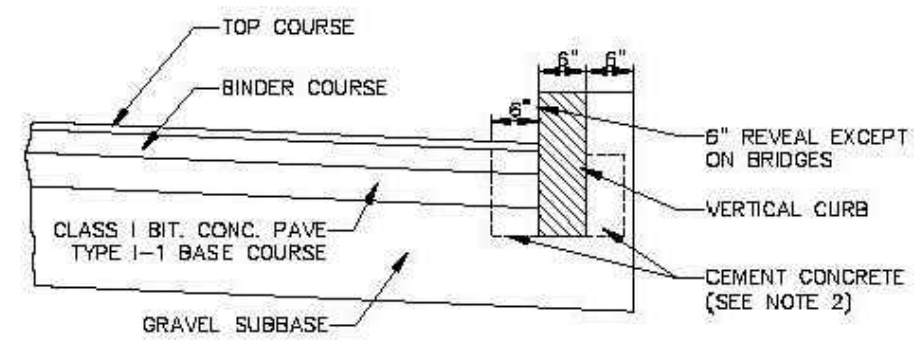 TOP COURSE
BINDER COURSE
6"
6"
6"
6" REVEAL EXCEPT
ON BRIDGES
VERTICAL CURB
CLASS I BIT. CONC. PAVE
TYPE I-1 BASE COURSE
CEMENT CONCRETE
(SEE NOTE 2)
GRAVEL SUBBASE